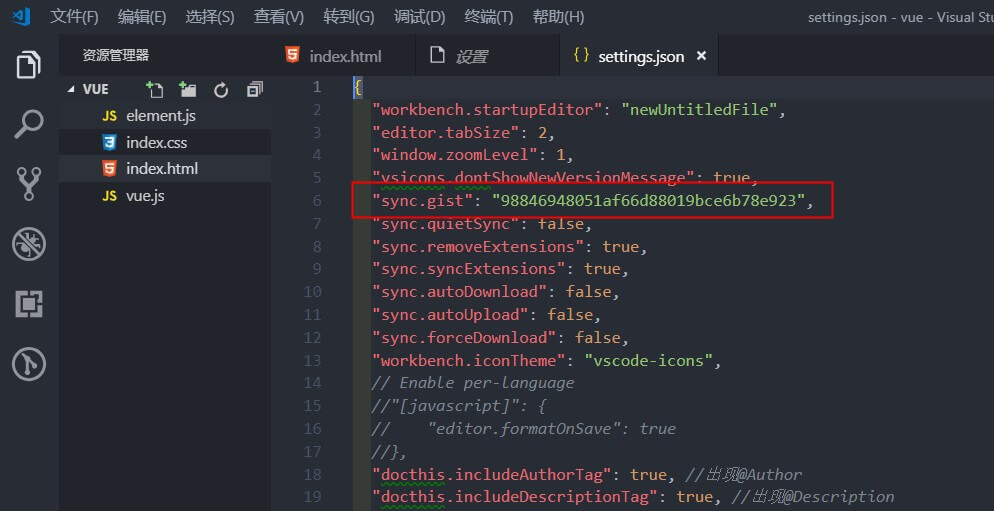 文件(F) 编辑(E) 选择(S) 查看(V) 转到(G) 调试(D) 终端(T) 帮助(H) settings.json - vue - Visual Stu
资源管理器 index.html 设置 { } settings.json ×
VUE
JS element.js
index.css
index.html
JS vue.js
1 {
2 "workbench.startupEditor": "newUntitledFile",
3 "editor.tabSize": 2,
4 "window.zoomLevel": 1,
5 "vsicons.dontShowNewVersionMessage": true,
6 "sync.gist": "98846948051af66d88019bce6b78e923",
7 "sync.quietSync": false,
8 "sync.removeExtensions": true,
9 "sync.syncExtensions": true,
10 "sync.autoDownload": false,
11 "sync.autoUpload": false,
12 "sync.forceDownload": false,
13 "workbench.iconTheme": "vscode-icons",
14 // Enable per-language
15 //"[javascript]": {
16 // "editor.formatOnSave": true
17 //},
18 "docthis.includeAuthorTag": true, //出现@Author
19 "docthis.includeDescriptionTag": true, //出现@Description